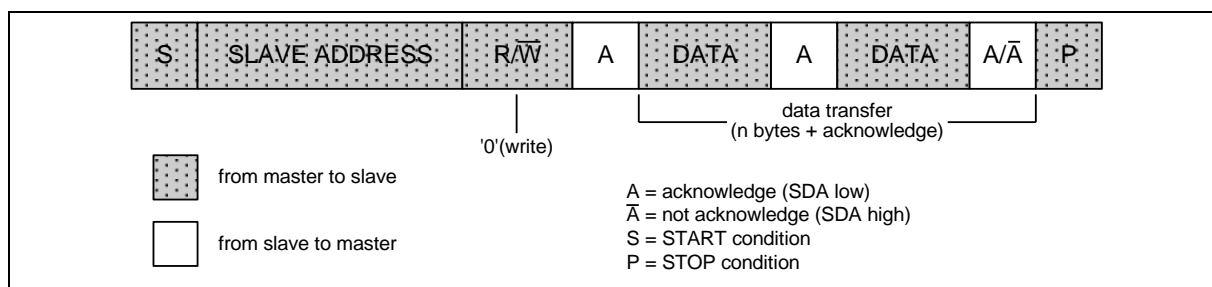 S SLAVE ADDRESS R/W̅ A DATA A DATA A/A̅ P
data transfer
(n bytes + acknowledge)
'0'(write)
from master to slave
from slave to master
A = acknowledge (SDA low)
A̅ = not acknowledge (SDA high)
S = START condition
P = STOP condition